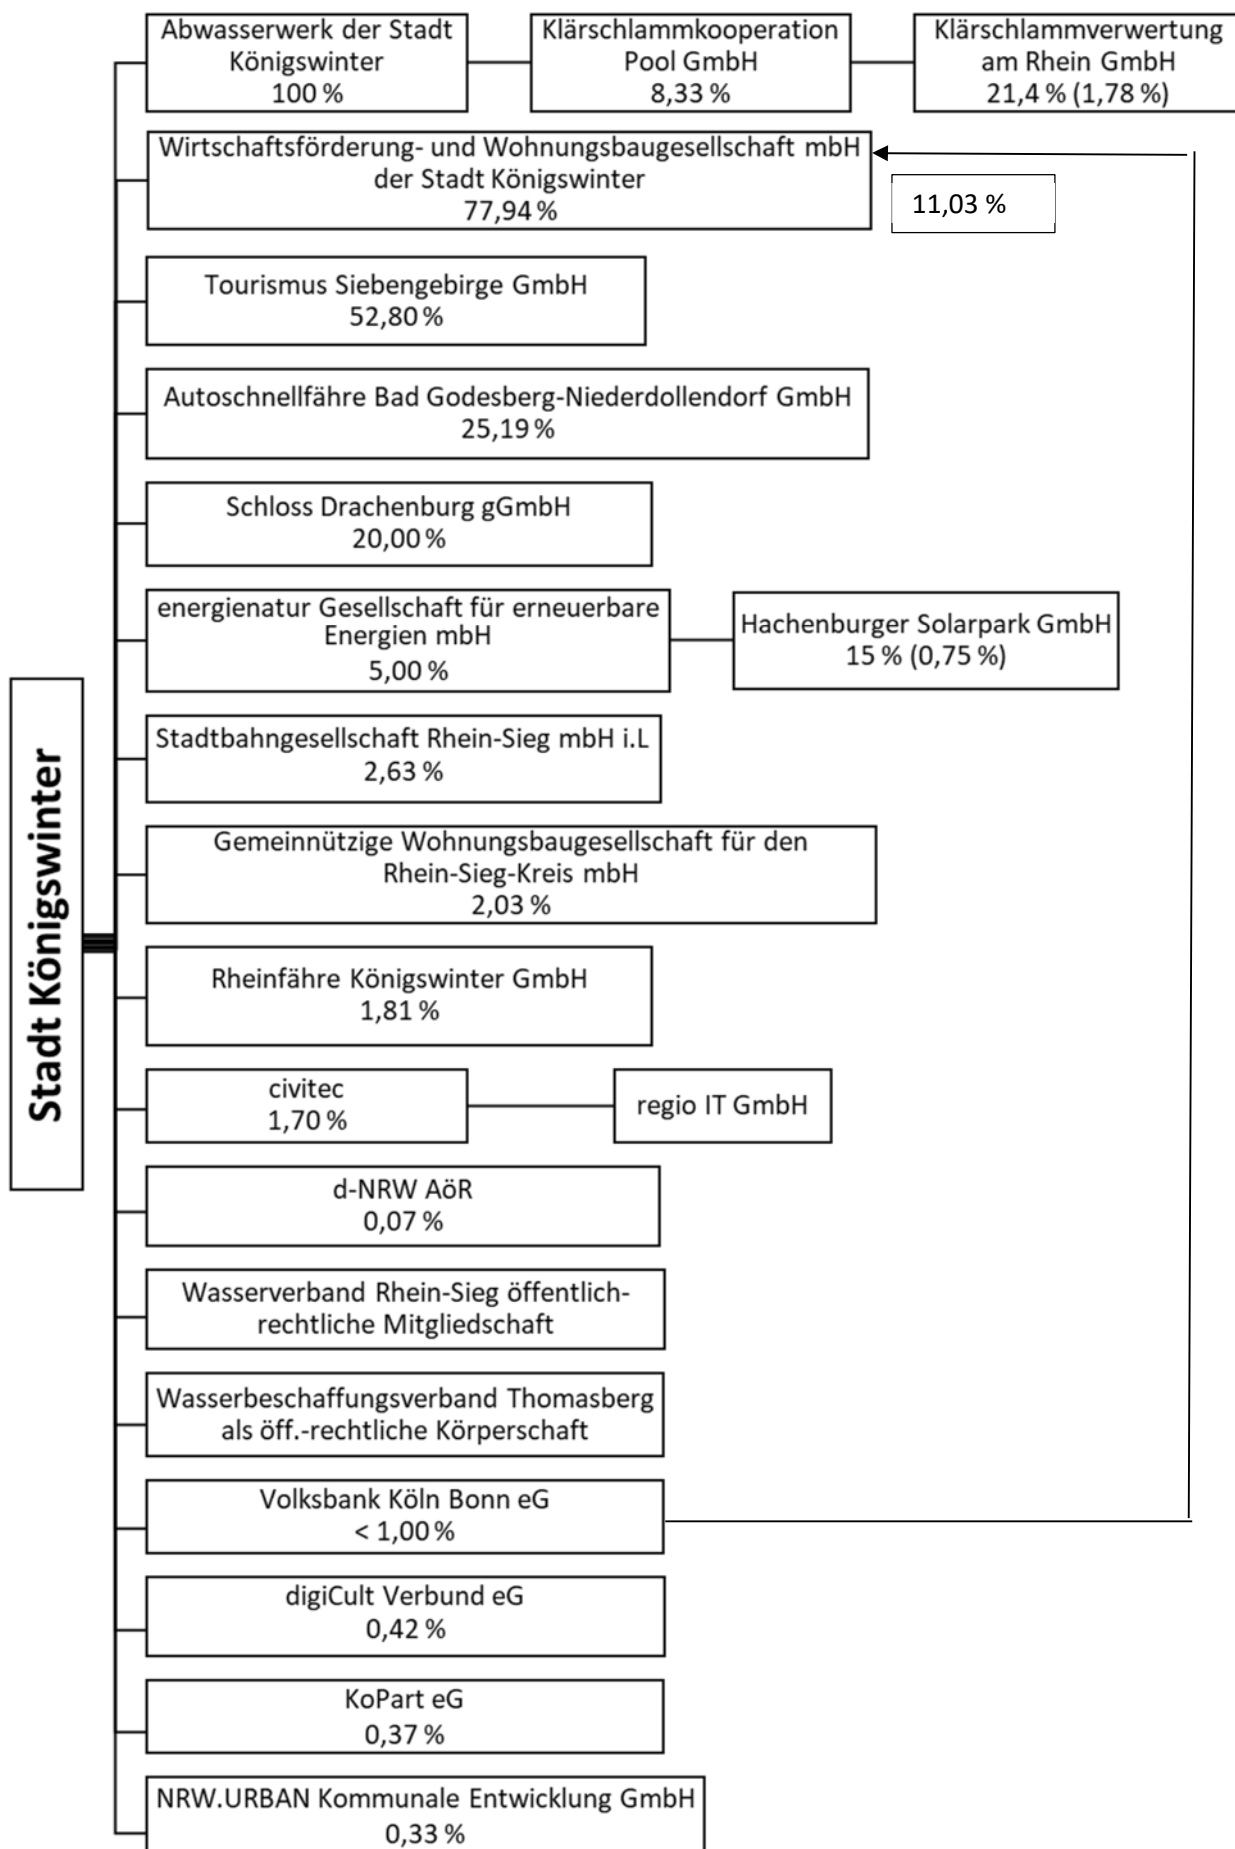 Abwasserwerk der Stadt
Königswinter
100 %
Klärschlammkooperation
Pool GmbH
8,33 %
Klärschlammverwertung
am Rhein GmbH
21,4 % (1,78 %)
Wirtschaftsförderung- und Wohnungsbaugesellschaft mbH
der Stadt Königswinter
77,94 %
11,03 %
Tourismus Siebengebirge GmbH
52,80 %
Autoschnellfähre Bad Godesberg-Niederdollendorf GmbH
25,19 %
Schloss Drachenburg gGmbH
20,00 %
energienatur Gesellschaft für erneuerbare
Energien mbH
5,00 %
Hachenburger Solarpark GmbH
15 % (0,75 %)
Stadtbahngesellschaft Rhein-Sieg mbH i.L
2,63 %
Gemeinnützige Wohnungsbaugesellschaft für den
Rhein-Sieg-Kreis mbH
2,03 %
Stadt Königswinter
Rheinfähre Königswinter GmbH
1,81 %
civitec
1,70 %
regio IT GmbH
d-NRW AöR
0,07 %
Wasserverband Rhein-Sieg öffentlich-
rechtliche Mitgliedschaft
Wasserbeschaffungsverband Thomasberg
als öff.-rechtliche Körperschaft
Volksbank Köln Bonn eG
< 1,00 %
digiCult Verbund eG
0,42 %
KoPart eG
0,37 %
NRW.URBAN Kommunale Entwicklung GmbH
0,33 %